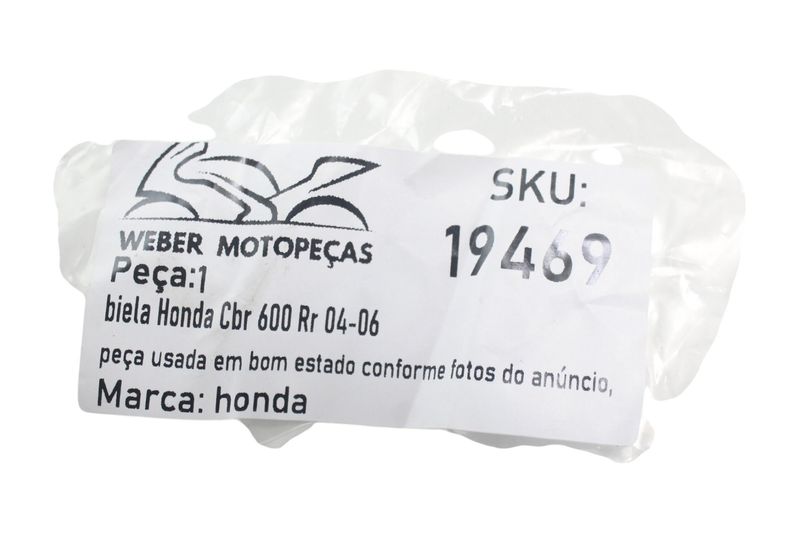 WEBER MOTOPEÇAS
SKU:
19469
Peça:1
biela Honda Cbr 600 Rr 04-06
peça usada em bom estado conforme fotos do anúncio,
Marca: honda